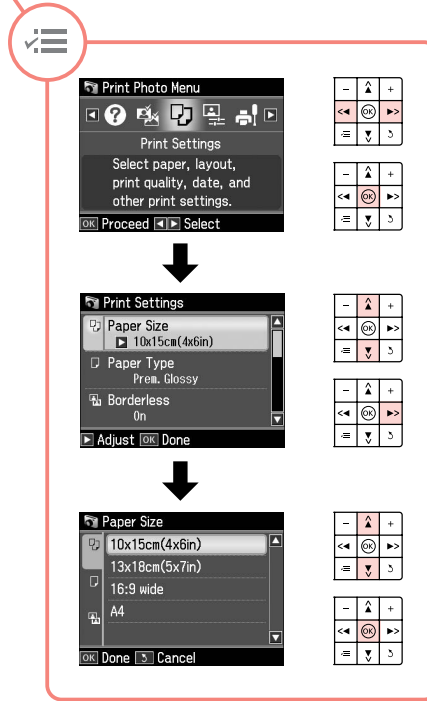 Print Photo Menu
Print Settings
Select paper, layout,
print quality, date, and
other print settings.
OK Proceed Select
- +
OK
- +
OK
Print Settings
Paper Size
10x15cm(4x6in)
Paper Type
Prem. Glossy
Borderless
On
Adjust OK Done
- +
OK
- +
OK
Paper Size
10x15cm(4x6in)
13x18cm(5x7in)
16:9 wide
A4
OK Done Cancel
- +
OK
- +
OK